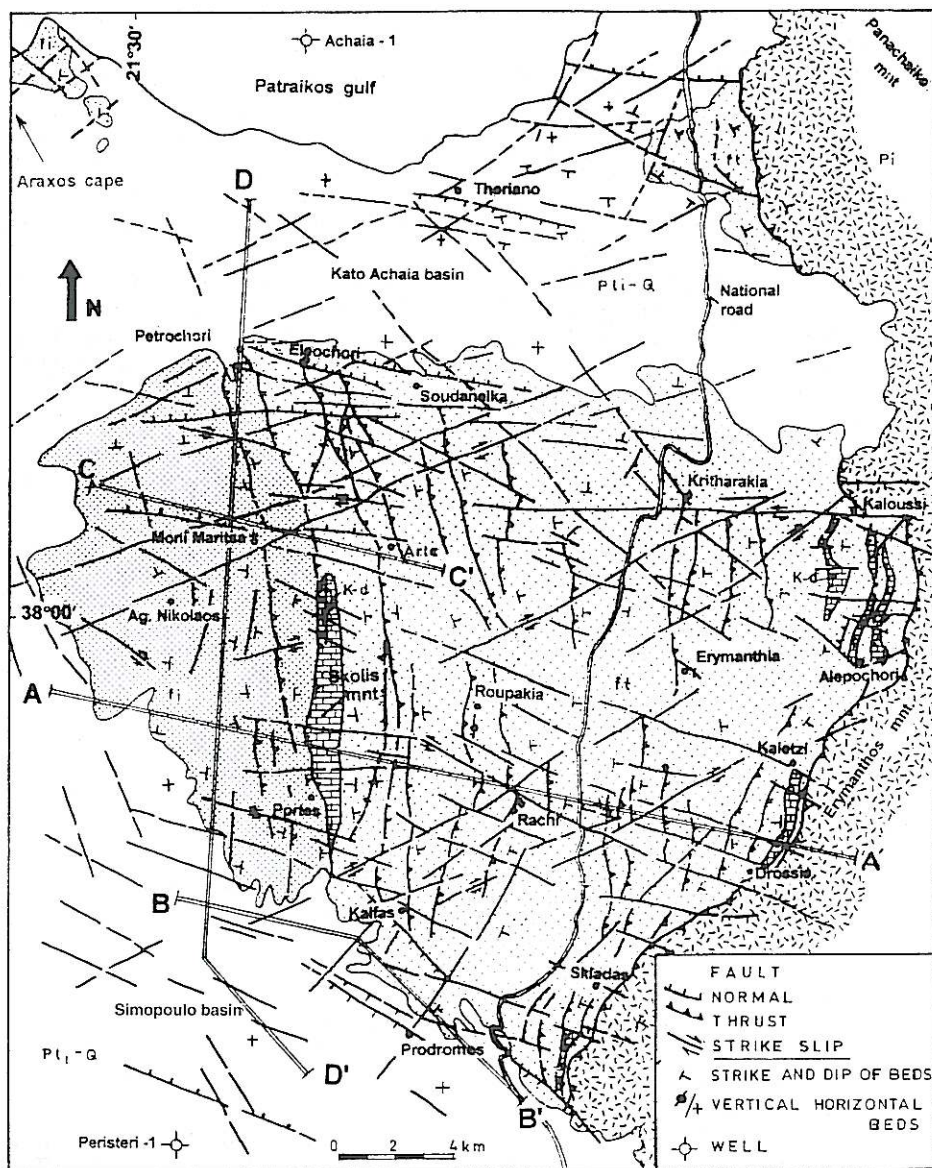 fi
21°30'
Achaia - 1
Patraikos gulf
Panachaiko
mnt
Pi
ft
Araxos cape
D
Theriano
N
Kato Achaia basin
Pli-Q
National
road
Petrochori
Eleochori
Soudaneika
C
Kritharakia
Kaloussi
Moni Maritsa
Arla
C'
K-d
K-d
38°00'
Ag. Nikolaos
Skolis
mnt
Erymanthia
Alepochori
A
fi
Roupakia
ft
Erymanthos mnt.
Kaletzi
Portes
Rachi
A
Drossia
B
Kalfas
Skiadas
Simopoulo basin
Prodromos
Pli-Q
D'
B'
Peristeri -1
0 2 4 km
FAULT
NORMAL
THRUST
STRIKE SLIP
STRIKE AND DIP OF BEDS
VERTICAL HORIZONTAL
BEDS
WELL